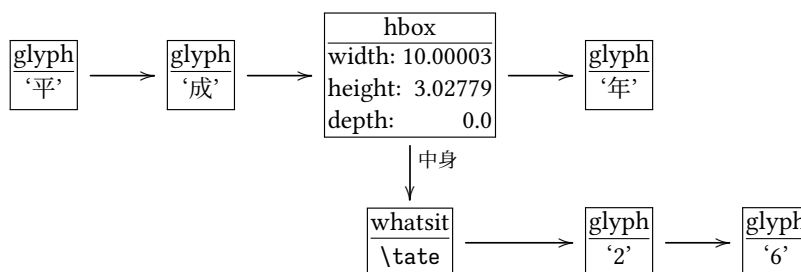 glyph
‘平’
glyph
‘成’
hbox
width: 10.00003
height: 3.02779
depth: 0.0
glyph
‘年’
中身
whatsit
\tate
glyph
‘2’
glyph
‘6’